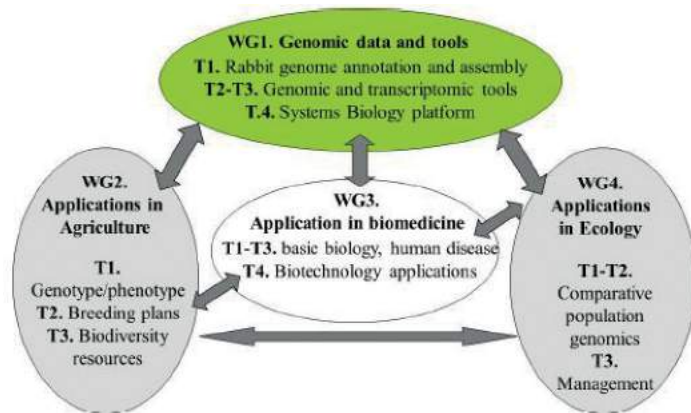 WG1. Genomic data and tools
T1. Rabbit genome annotation and assembly
T2-T3. Genomic and transcriptomic tools
T.4. Systems Biology platform
WG2.
Applications in
Agriculture
T1.
Genotype/phenotype
T2. Breeding plans
T3. Biodiversity
resources
WG3.
Application in biomedicine
T1-T3. basic biology, human disease
T4. Biotechnology applications
WG4.
Applications
in Ecology
T1-T2.
Comparative
population
genomics
T3.
Management